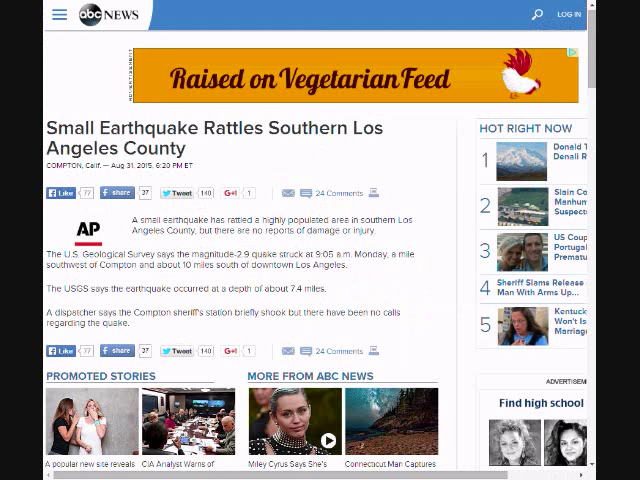 abc NEWS
LOG IN
ADVERTISEMENT
Raised on Vegetarian Feed
Small Earthquake Rattles Southern Los
Angeles County
COMPTON, Calif. — Aug 31, 2015, 6:20 PM ET
Like 77 share 37 Tweet 140 +1 1 24 Comments
AP
A small earthquake has rattled a highly populated area in southern Los
Angeles County, but there are no reports of damage or injury.
The U.S. Geological Survey says the magnitude-2.9 quake struck at 9:05 a.m. Monday, a mile
southwest of Compton and about 10 miles south of downtown Los Angeles.
The USGS says the earthquake occurred at a depth of about 7.4 miles.
A dispatcher says the Compton sheriff's station briefly shook but there have been no calls
regarding the quake.
Like 77 share 37 Tweet 140 +1 1 24 Comments
PROMOTED STORIES
MORE FROM ABC NEWS
A popular new site reveals
CIA Analyst Warns of
Miley Cyrus Says She's
Connecticut Man Captures
HOT RIGHT NOW
1 Donald T
Denali R
2 Slain Co
Manhun
Suspects
3 US Coup
Portugal
Prematu
4 Sheriff Slams Release
Man With Arms Up...
5 Kentuck
Won't Is
Marriage
ADVERTISEM
Find high school